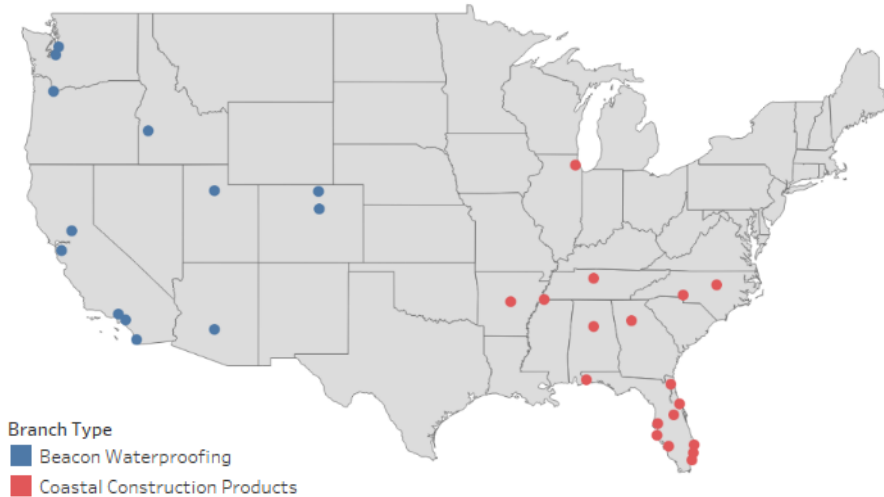 Branch Type
Beacon Waterproofing
Coastal Construction Products